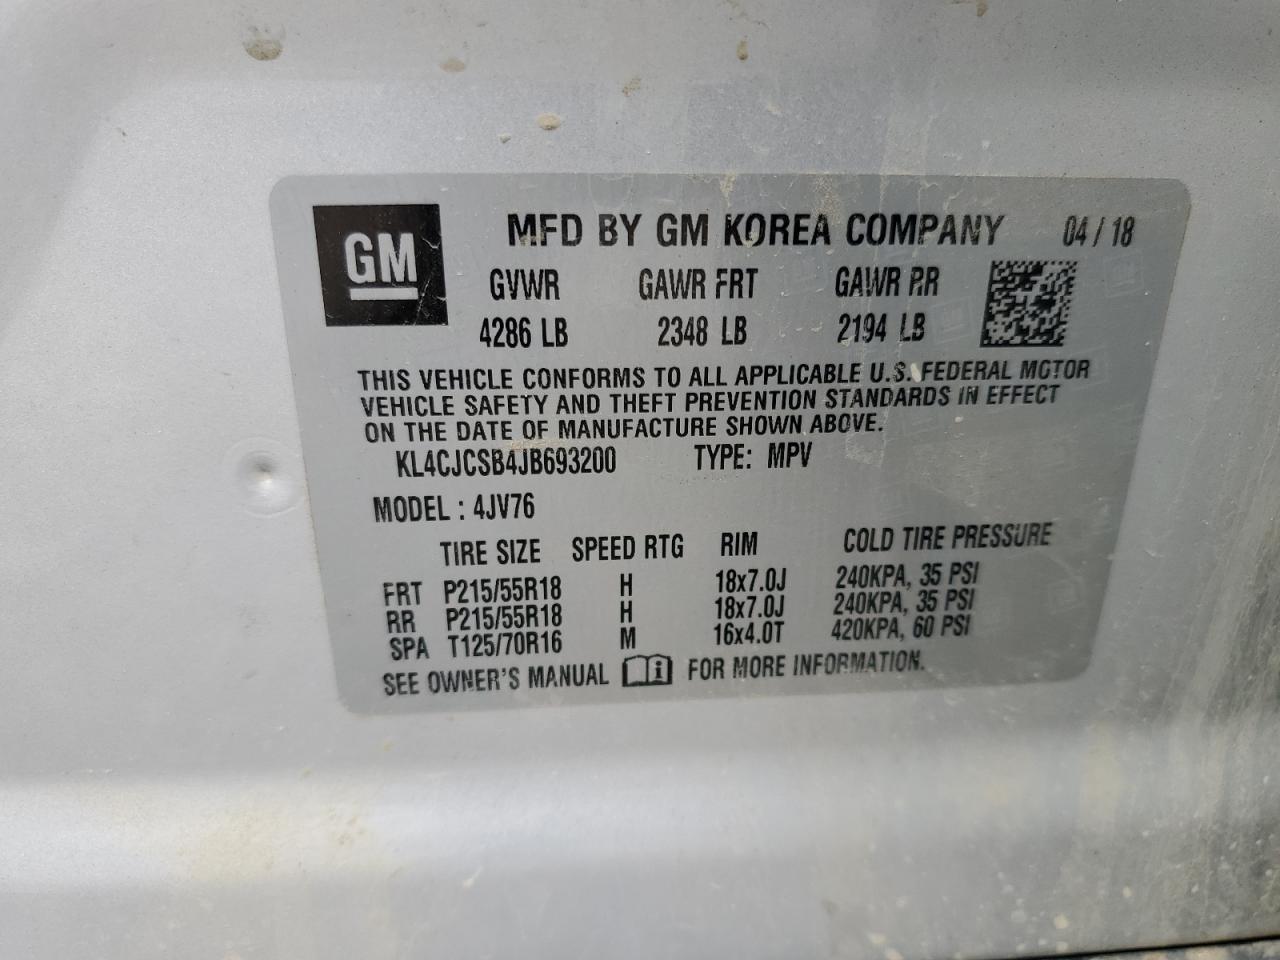 GM
MFD BY GM KOREA COMPANY 04 / 18
GVWR GAWR FRT GAWR RR
4286 LB 2348 LB 2194 LB
THIS VEHICLE CONFORMS TO ALL APPLICABLE U.S. FEDERAL MOTOR
VEHICLE SAFETY AND THEFT PREVENTION STANDARDS IN EFFECT
ON THE DATE OF MANUFACTURE SHOWN ABOVE.
KL4CJCSB4JB693200 TYPE: MPV
MODEL : 4JV76
TIRE SIZE SPEED RTG RIM COLD TIRE PRESSURE
FRT P215/55R18 H 18x7.0J 240KPA, 35 PSI
RR P215/55R18 H 18x7.0J 240KPA, 35 PSI
SPA T125/70R16 M 16x4.0T 420KPA, 60 PSI
SEE OWNER'S MANUAL FOR MORE INFORMATION.